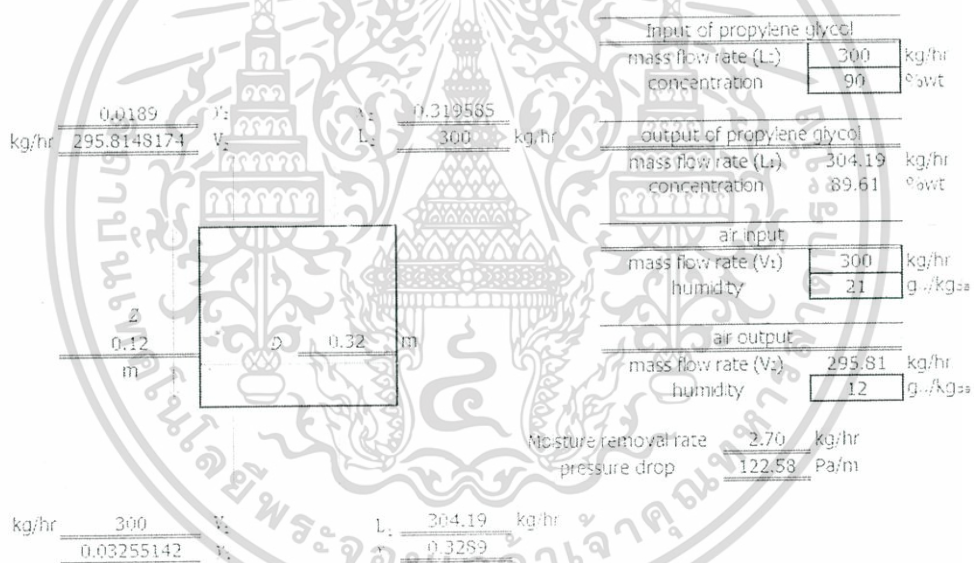 Input of propylene glycol
mass flow rate (L₂) 300 kg/hr
concentration 90 %wt
0.0189 y₂ x₂ 0.319585
kg/hr 295.8148174 V₂ L₂ 300 kg/hr
output of propylene glycol
mass flow rate (L₁) 304.19 kg/hr
concentration 89.61 %wt
air input
mass flow rate (V₁) 300 kg/hr
humidity 21
Z
0.12
m
D 0.32 m
air output
mass flow rate (V₂) 295.81 kg/hr
humidity 12
Moisture removal rate 2.70 kg/hr
pressure drop 122.58 Pa/m
kg/hr 300 L₁ 304.19 kg/hr
0.03255142 0.3289